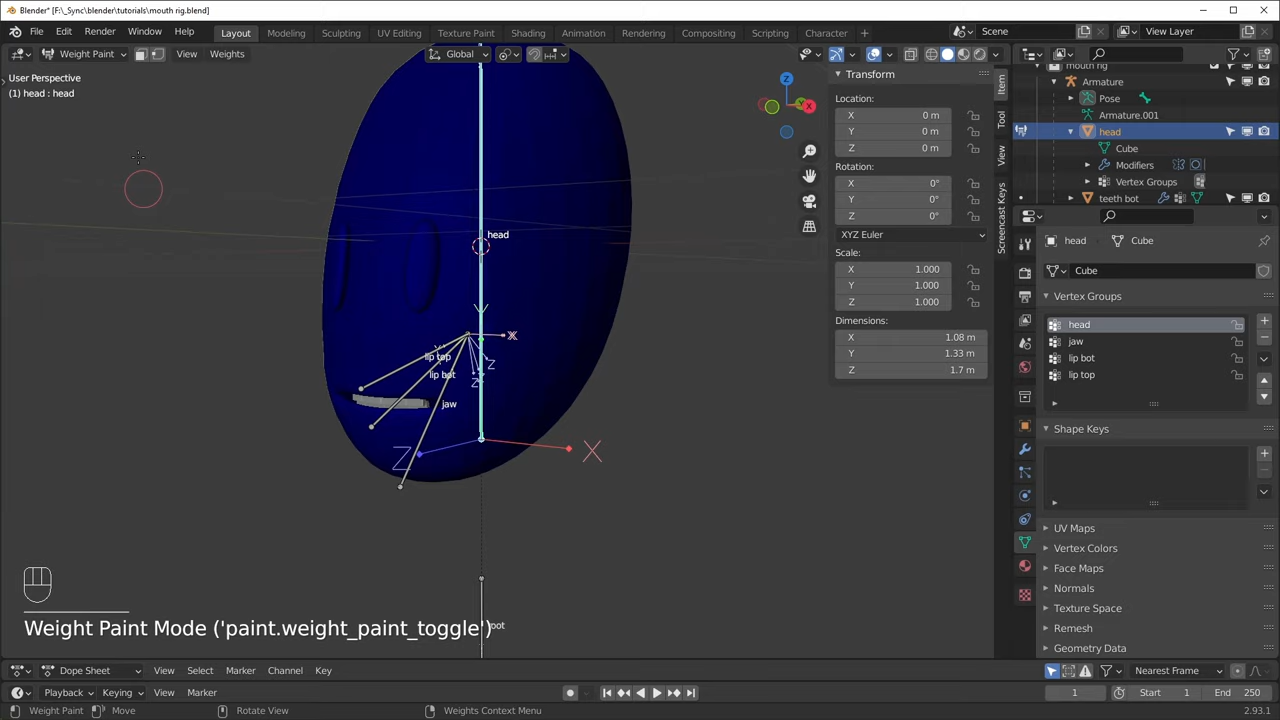 Blender* [F:\_Sync\blender\tutorials\mouth rig.blend]
File Edit Render Window Help Layout Modeling Sculpting UV Editing Texture Paint Shading Animation Rendering Compositing Scripting Character + Scene View Layer
Weight Paint View Weights Global
User Perspective
(1) head : head
Z
Y
X
head
Y
X
lip top
lip bot
Z
Z
jaw
Z
X
root
Weight Paint Mode ('paint.weight_paint_toggle')
Transform
Location:
X 0 m
Y 0 m
Z 0 m
Rotation:
X 0°
Y 0°
Z 0°
XYZ Euler
Scale:
X 1.000
Y 1.000
Z 1.000
Dimensions:
X 1.08 m
Y 1.33 m
Z 1.7 m
Item
Tool
View
Screencast Keys
mouth rig
Armature
Pose
Armature.001
head
Cube
Modifiers
Vertex Groups
teeth bot
head Cube
Cube
Vertex Groups
head
jaw
lip bot
lip top
Shape Keys
UV Maps
Vertex Colors
Face Maps
Normals
Texture Space
Remesh
Geometry Data
Dope Sheet View Select Marker Channel Key Nearest Frame
Playback Keying View Marker 1 Start 1 End 250
Weight Paint Move Rotate View Weights Context Menu 2.93.1